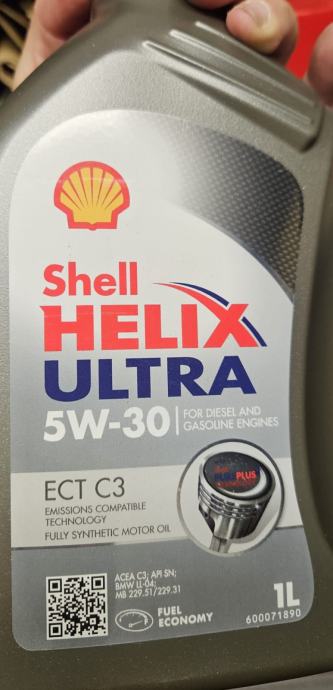 Shell
HELIX
ULTRA
5W-30
FOR DIESEL AND
GASOLINE ENGINES
PLUS
ECT C3
EMISSIONS COMPATIBLE
TECHNOLOGY
FULLY SYNTHETIC MOTOR OIL
ACEA C3; API SN;
BMW LL-04;
MB 229.51/229.31
FUEL
ECONOMY
1L
600071890